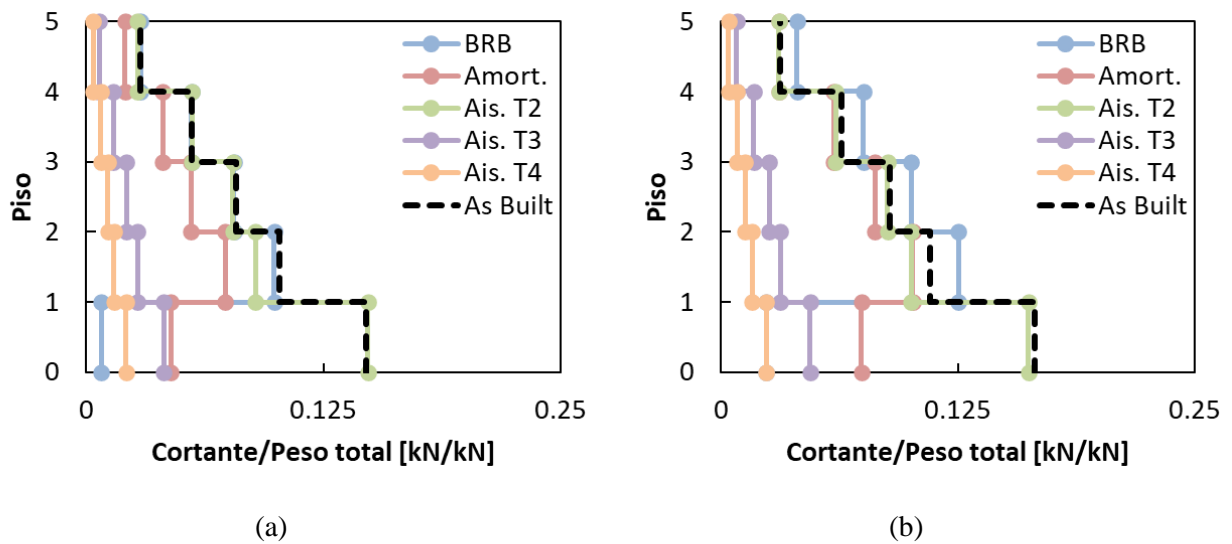 5
4
3
2
1
0
Piso
0
0.125
0.25
Cortante/Peso total [kN/kN]
BRB
Amort.
Ais. T2
Ais. T3
Ais. T4
As Built
(a)
5
4
3
2
1
0
Piso
0
0.125
0.25
Cortante/Peso total [kN/kN]
BRB
Amort.
Ais. T2
Ais. T3
Ais. T4
As Built
(b)